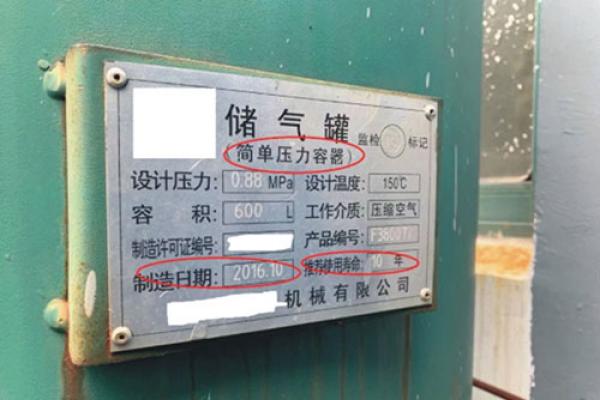 储气罐 监检 标记
(简单压力容器)
设计压力: 0.88 MPa 设计温度: 150℃
容积: 600 L 工作介质: 压缩空气
制造许可证编号: 产品编号:
制造日期: 2016.10 推荐使用寿命: 10 年
机械有限公司